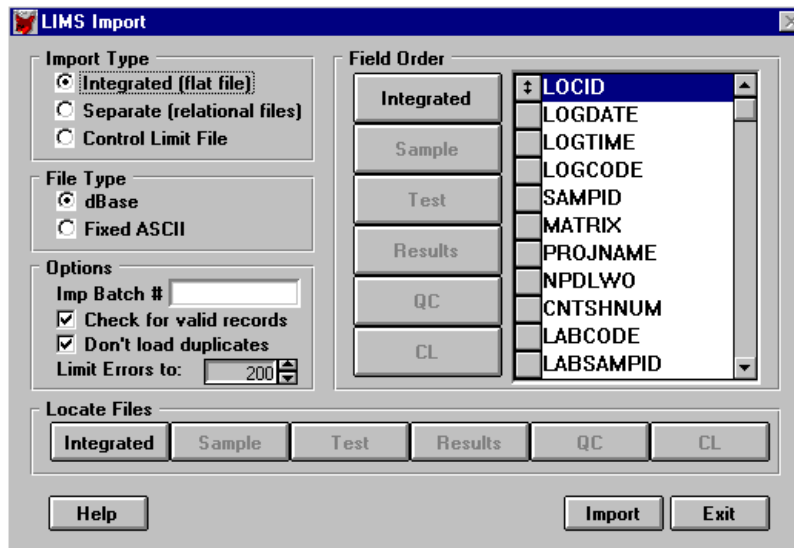 LIMS Import
Import Type
Integrated (flat file)
Separate (relational files)
Control Limit File
File Type
dBase
Fixed ASCII
Options
Imp Batch #
Check for valid records
Don't load duplicates
Limit Errors to: 200
Field Order
Integrated
Sample
Test
Results
QC
CL
LOCID
LOGDATE
LOGTIME
LOGCODE
SAMPID
MATRIX
PROJNAME
NPDLWO
CNTSHNUM
LABCODE
LABSAMPID
Locate Files
Integrated Sample Test Results QC CL
Help Import Exit